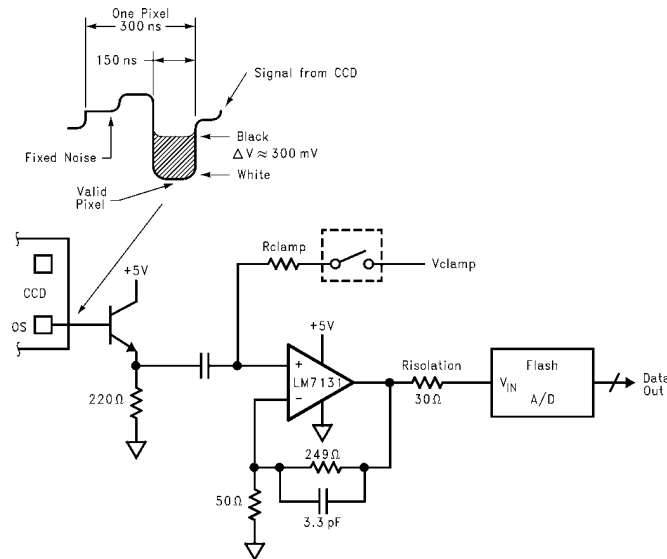 One Pixel
300 ns
150 ns
Signal from CCD
Fixed Noise
Black
ΔV ≈ 300 mV
White
Valid
Pixel
Rclamp
Vclamp
CCD
+5V
OS
+5V
+
LM7131
−
Risolation
30Ω
VIN
Flash
A/D
Data
Out
220Ω
249Ω
50Ω
3.3 pF